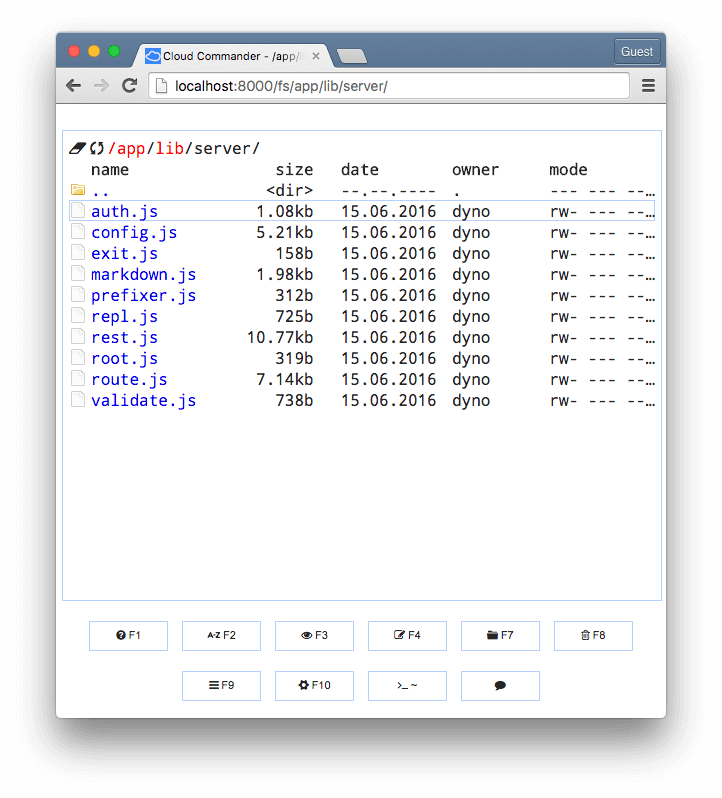 Cloud Commander - /app/li
Guest
localhost:8000/fs/app/lib/server/
/app/lib/server/
name size date owner mode
.. <dir> --.--.---- . --- --- --…
auth.js 1.08kb 15.06.2016 dyno rw- --- --…
config.js 5.21kb 15.06.2016 dyno rw- --- --…
exit.js 158b 15.06.2016 dyno rw- --- --…
markdown.js 1.98kb 15.06.2016 dyno rw- --- --…
prefixer.js 312b 15.06.2016 dyno rw- --- --…
repl.js 725b 15.06.2016 dyno rw- --- --…
rest.js 10.77kb 15.06.2016 dyno rw- --- --…
root.js 319b 15.06.2016 dyno rw- --- --…
route.js 7.14kb 15.06.2016 dyno rw- --- --…
validate.js 738b 15.06.2016 dyno rw- --- --…
F1 A-Z F2 F3 F4 F7 F8
F9 F10 >_ ~